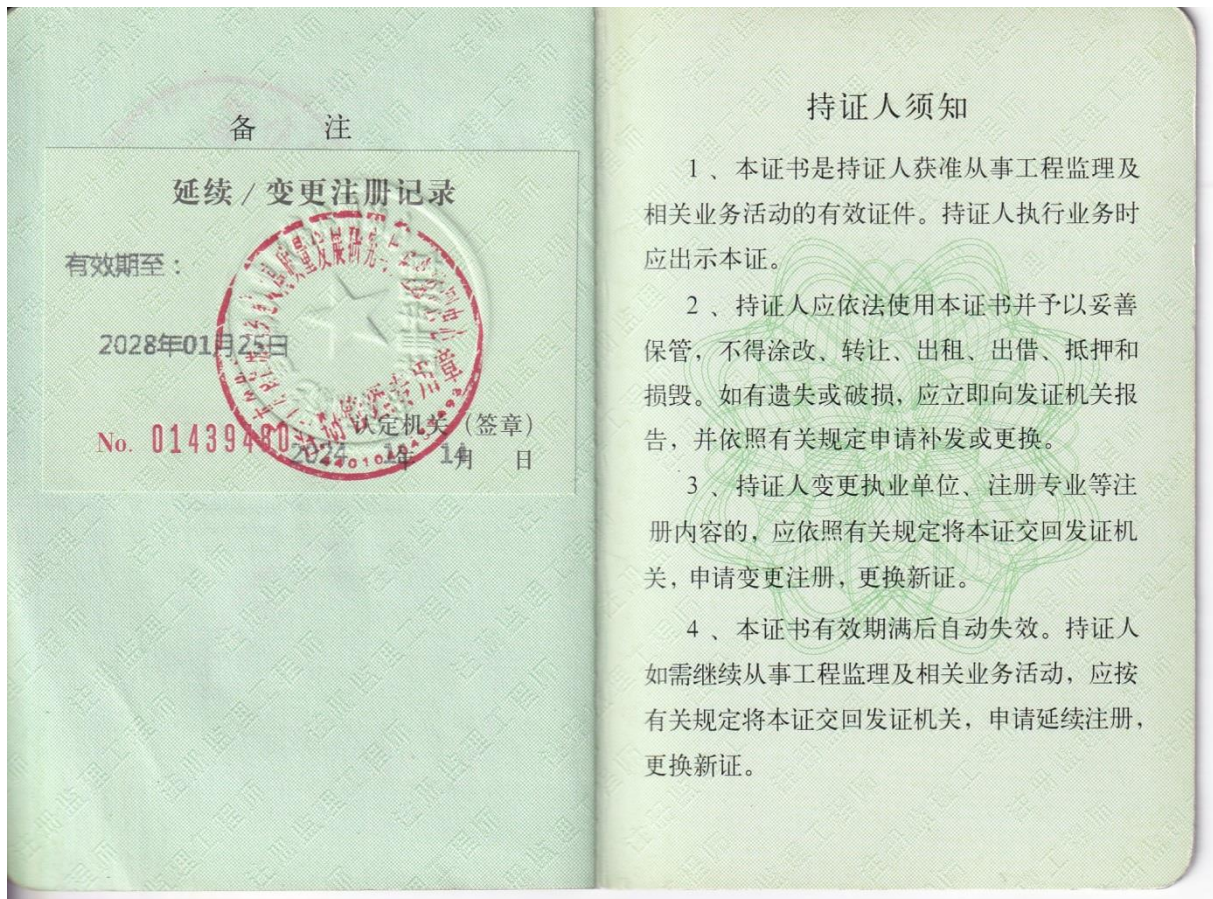 备 注
延续/变更注册记录
有效期至：
2028年01月25日
认定机关（签章）
No. 01439480
2024 年 14月 日
持证人须知
1 、本证书是持证人获准从事工程监理及
相关业务活动的有效证件。持证人执行业务时
应出示本证。
2 、持证人应依法使用本证书并予以妥善
保管，不得涂改、转让、出租、出借、抵押和
损毁。如有遗失或破损，应立即向发证机关报
告，并依照有关规定申请补发或更换。
3 、持证人变更执业单位、注册专业等注
册内容的，应依照有关规定将本证交回发证机
关，申请变更注册，更换新证。
4 、本证书有效期满后自动失效。持证人
如需继续从事工程监理及相关业务活动，应按
有关规定将本证交回发证机关，申请延续注册，
更换新证。